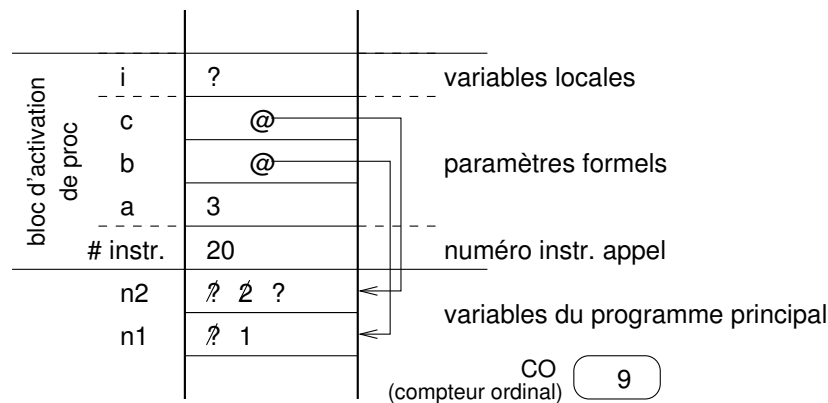 i ? variables locales
bloc d'activation
de proc
c @
b @ paramètres formels
a 3
# instr. 20 numéro instr. appel
n2 ? 2 ?
variables du programme principal
n1 ? 1
CO
(compteur ordinal) 9